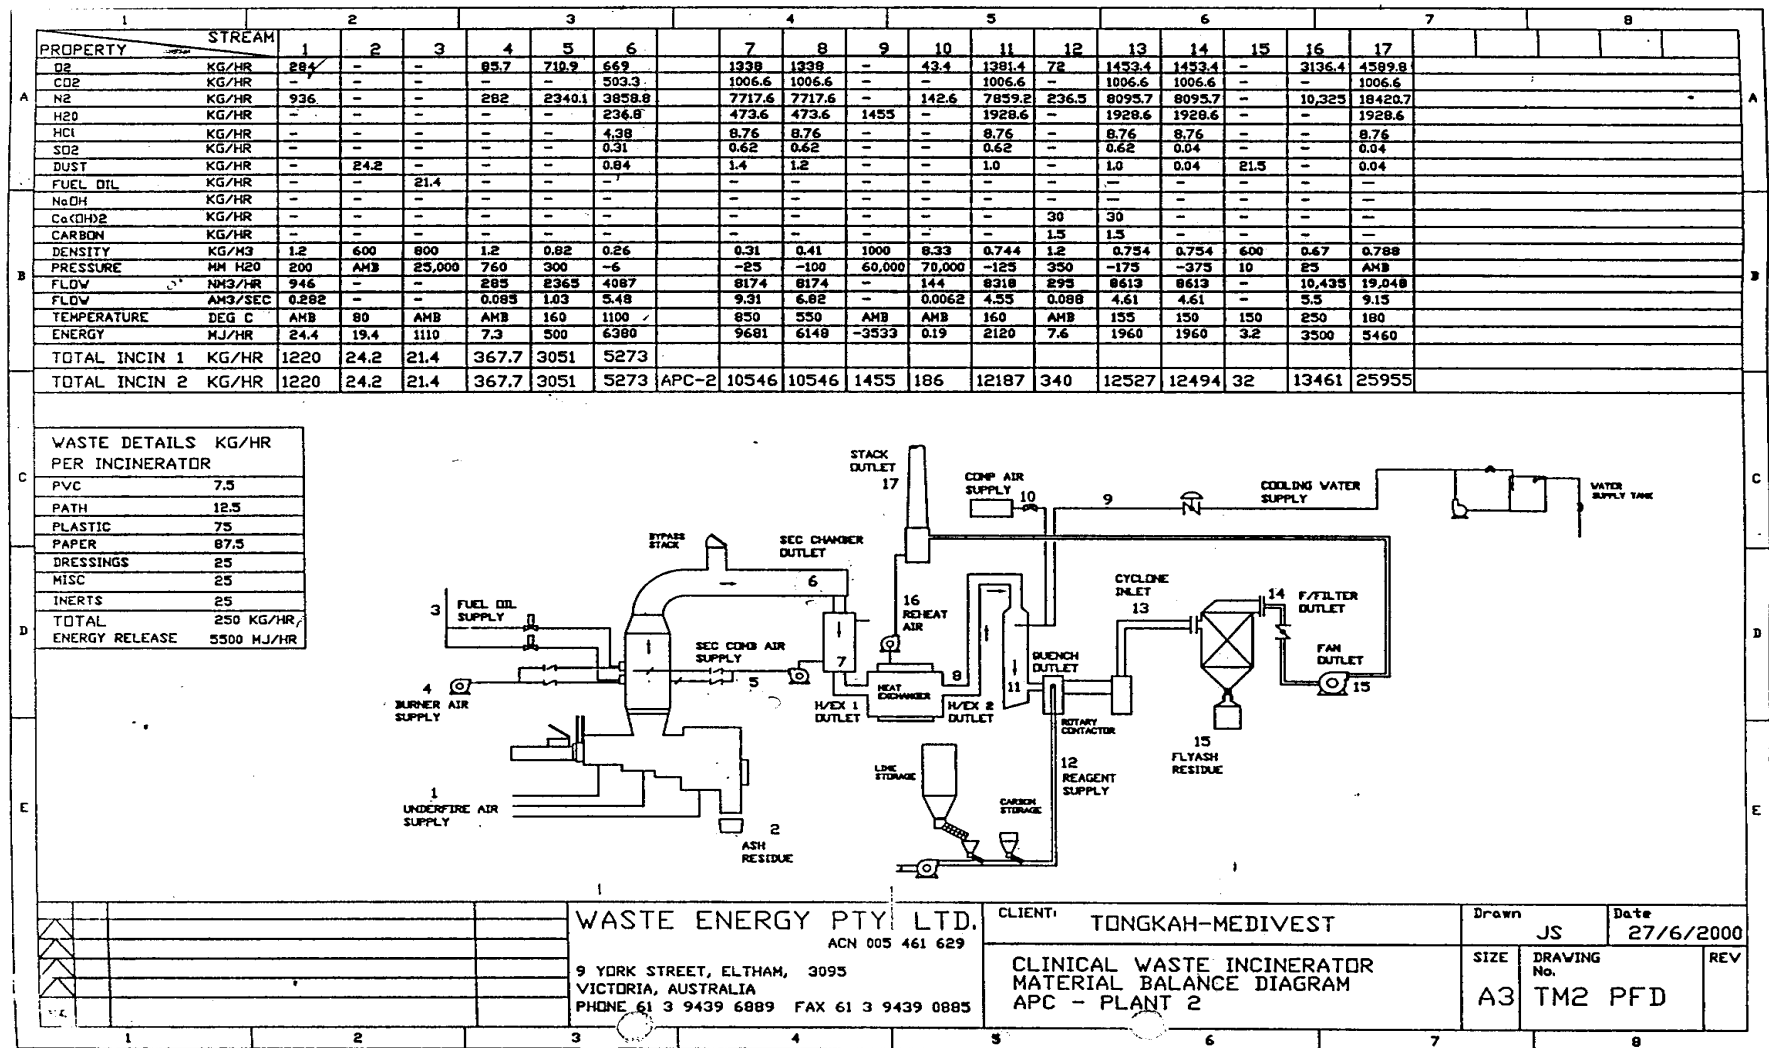 1 2 3 4 5 6 7 8
STREAM
PROPERTY 1 2 3 4 5 6 7 8 9 10 11 12 13 14 15 16 17
O2 KG/HR 284 - - 85.7 710.9 669 1338 1338 - 43.4 1381.4 72 1453.4 1453.4 - 3136.4 4589.8
CO2 KG/HR - - - - - 503.3 1006.6 1006.6 - - 1006.6 - 1006.6 1006.6 - - 1006.6
N2 KG/HR 936 - - 282 2340.1 3858.8 7717.6 7717.6 - 142.6 7859.2 236.5 8095.7 8095.7 - 10,325 18420.7
H2O KG/HR - - - - - 236.8 473.6 473.6 1455 - 1928.6 - 1928.6 1928.6 - - 1928.6
HCl KG/HR - - - - - 4.38 8.76 8.76 - - 8.76 - 8.76 8.76 - - 8.76
SO2 KG/HR - - - - - 0.31 0.62 0.62 - - 0.62 - 0.62 0.04 - - 0.04
DUST KG/HR - 24.2 - - - 0.84 1.4 1.2 - - 1.0 - 1.0 0.04 21.5 - 0.04
FUEL OIL KG/HR - - 21.4 - - - - - - - - - - - - - -
NaOH KG/HR - - - - - - - - - - - - - - - - -
Ca(OH)2 KG/HR - - - - - - - - - - - 30 30 - - - -
CARBON KG/HR - - - - - - - - - - - 1.5 1.5 - - - -
DENSITY KG/M3 1.2 600 800 1.2 0.82 0.26 0.31 0.41 1000 8.33 0.744 1.2 0.754 0.754 600 0.67 0.788
PRESSURE MM H2O 200 AMB 25,000 760 300 -6 -25 -100 60,000 70,000 -125 350 -175 -375 10 25 AMB
FLOW NM3/HR 946 - - 285 2365 4087 8174 8174 - 144 8318 295 8613 8613 - 10,435 19,048
FLOW AM3/SEC 0.282 - - 0.085 1.03 5.48 9.31 6.82 - 0.0062 4.55 0.088 4.61 4.61 - 5.5 9.15
TEMPERATURE DEG C AMB 80 AMB AMB 160 1100 850 550 AMB AMB 160 AMB 155 150 150 250 180
ENERGY MJ/HR 24.4 19.4 1110 7.3 500 6380 9681 6148 -3533 0.19 2120 7.6 1960 1960 3.2 3500 5460
TOTAL INCIN 1 KG/HR 1220 24.2 21.4 367.7 3051 5273
TOTAL INCIN 2 KG/HR 1220 24.2 21.4 367.7 3051 5273 APC-2 10546 10546 1455 186 12187 340 12527 12494 32 13461 25955
A A
B B
C C
D D
E E
WASTE DETAILS KG/HR
PER INCINERATOR
PVC 7.5
PATH 12.5
PLASTIC 75
PAPER 87.5
DRESSINGS 25
MISC 25
INERTS 25
TOTAL 250 KG/HR
ENERGY RELEASE 5500 MJ/HR
STACK
OUTLET
17
COMP AIR
SUPPLY
10
9
COOLING WATER
SUPPLY
WATER
SUPPLY TANK
BYPASS
STACK
SEC CHAMBER
OUTLET
6
3
FUEL OIL
SUPPLY
16
REHEAT
AIR
CYCLONE
INLET
13
14
F/FILTER
OUTLET
SEC COMB AIR
SUPPLY
5
7
8
QUENCH
OUTLET
11
FAN
OUTLET
15
4
BURNER AIR
SUPPLY
HEAT
EXCHANGER
H/EX 1
OUTLET
H/EX 2
OUTLET
ROTARY
CONTACTOR
15
FLYASH
RESIDUE
LIME
STORAGE
12
REAGENT
SUPPLY
CARBON
STORAGE
1
UNDERFIRE AIR
SUPPLY
2
ASH
RESIDUE
WASTE ENERGY PTY LTD.
ACN 005 461 629
9 YORK STREET, ELTHAM, 3095
VICTORIA, AUSTRALIA
PHONE 61 3 9439 6889 FAX 61 3 9439 0885
CLIENT: TONGKAH-MEDIVEST
CLINICAL WASTE INCINERATOR
MATERIAL BALANCE DIAGRAM
APC - PLANT 2
Drawn JS
Date 27/6/2000
SIZE A3
DRAWING No. TM2 PFD
REV
1 2 3 4 5 6 7 8